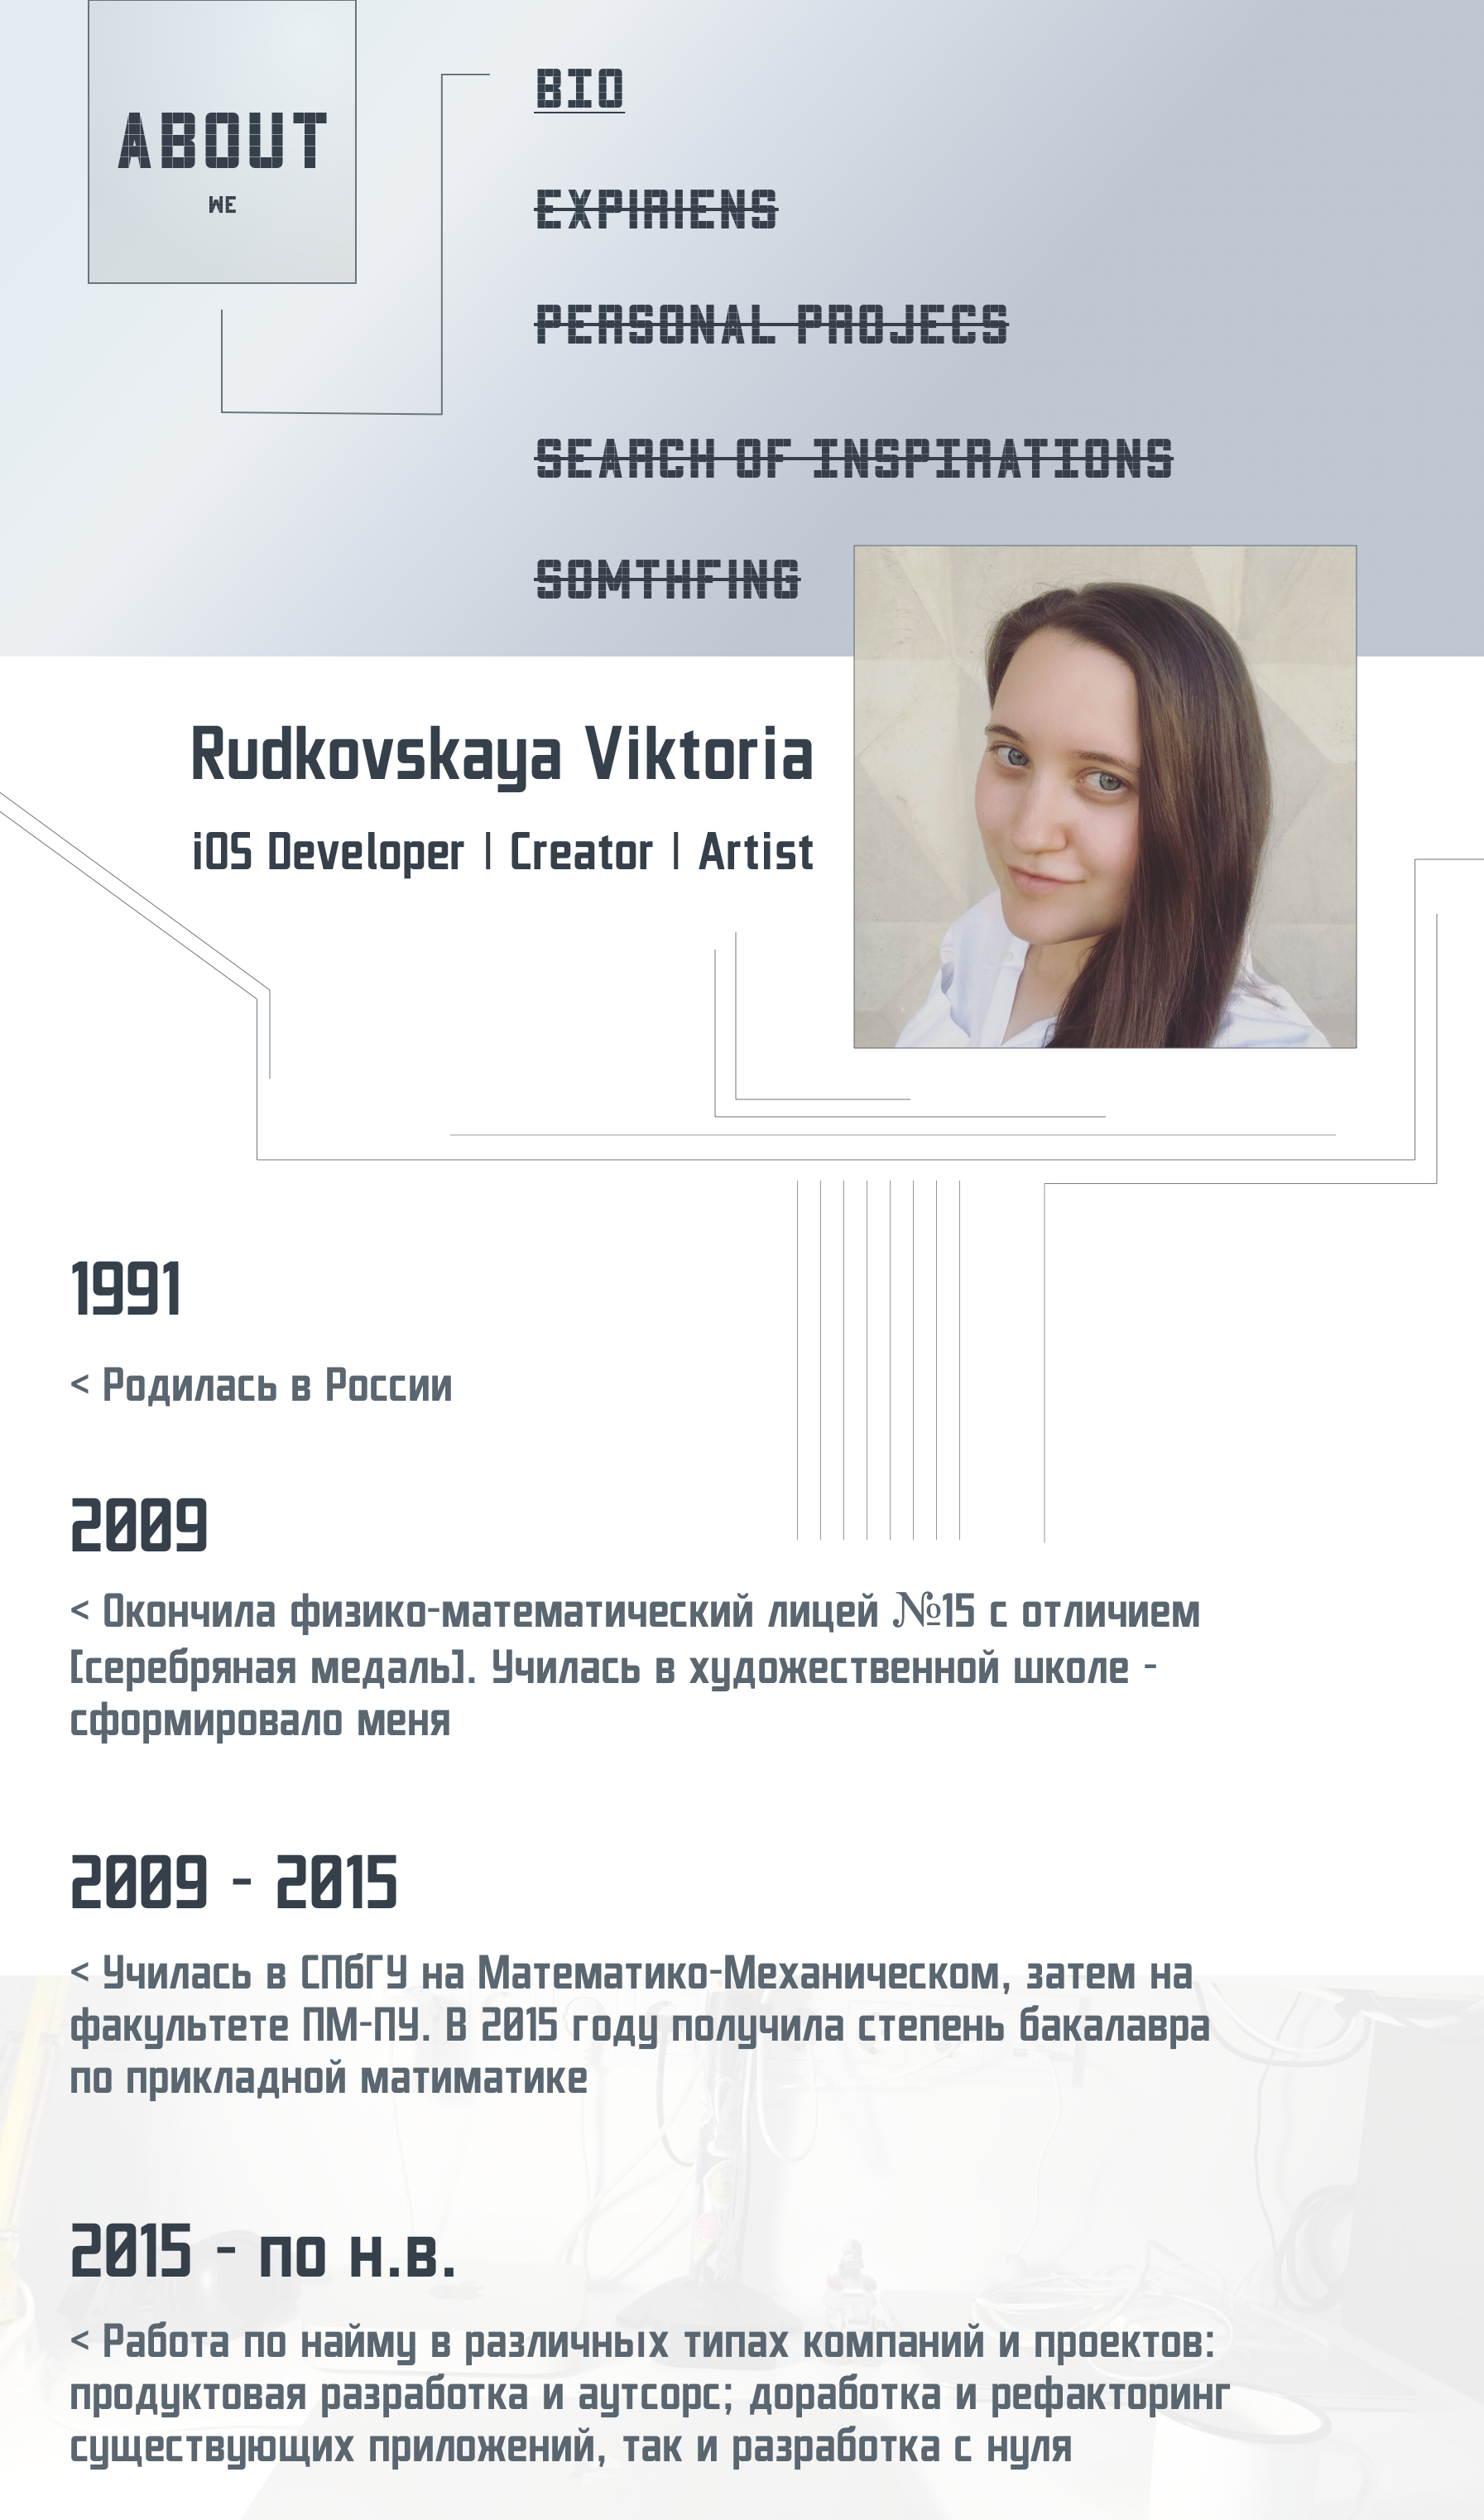 ABOUT
WE
BIO
EXPIRIENS
PERSONAL PROJECS
SEARCH OF INSPIRATIONS
SOMTHFING
Rudkovskaya Viktoria
iOS Developer | Creator | Artist
1991
< Родилась в России
2009
< Окончила физико-математический лицей №15 с отличием
(серебряная медаль). Училась в художественной школе -
сформировало меня
2009 - 2015
< Училась в СПбГУ на Математико-Механическом, затем на
факультете ПМ-ПУ. В 2015 году получила степень бакалавра
по прикладной матиматике
2015 - по н.в.
< Работа по найму в различных типах компаний и проектов:
продуктовая разработка и аутсорс; доработка и рефакторинг
существующих приложений, так и разработка с нуля